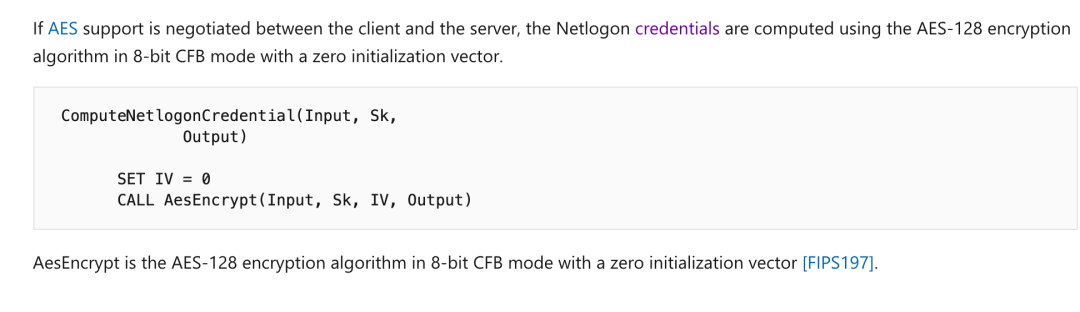 If AES support is negotiated between the client and the server, the Netlogon credentials are computed using the AES-128 encryption
algorithm in 8-bit CFB mode with a zero initialization vector.
ComputeNetlogonCredential(Input, Sk,
Output)
SET IV = 0
CALL AesEncrypt(Input, Sk, IV, Output)
AesEncrypt is the AES-128 encryption algorithm in 8-bit CFB mode with a zero initialization vector [FIPS197].